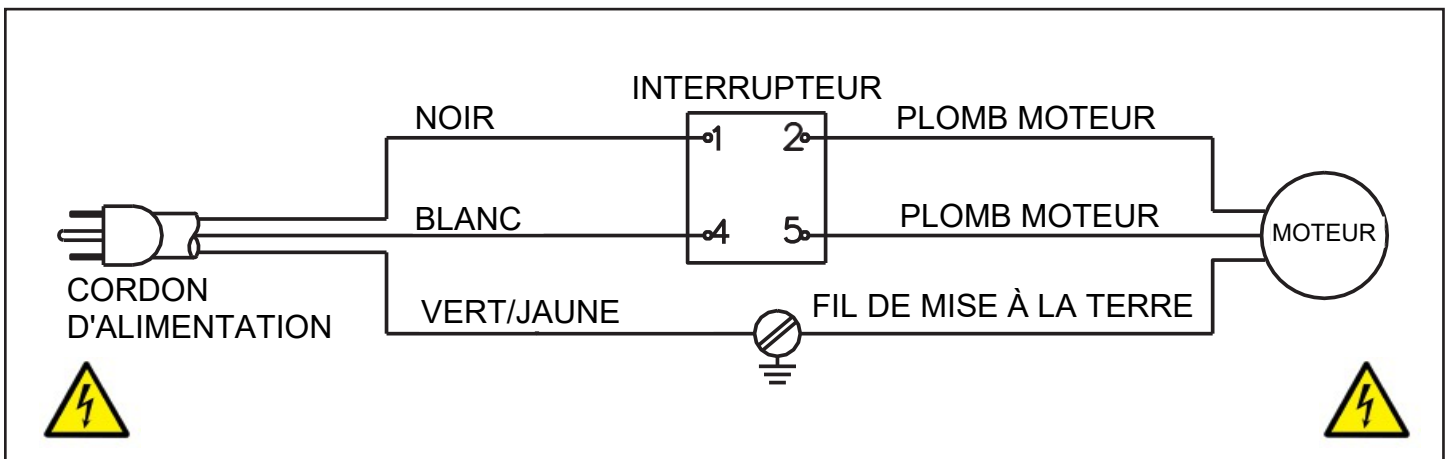 INTERRUPTEUR
NOIR
1
2
PLOMB MOTEUR
BLANC
4
5
PLOMB MOTEUR
MOTEUR
CORDON
D'ALIMENTATION
VERT/JAUNE
FIL DE MISE À LA TERRE